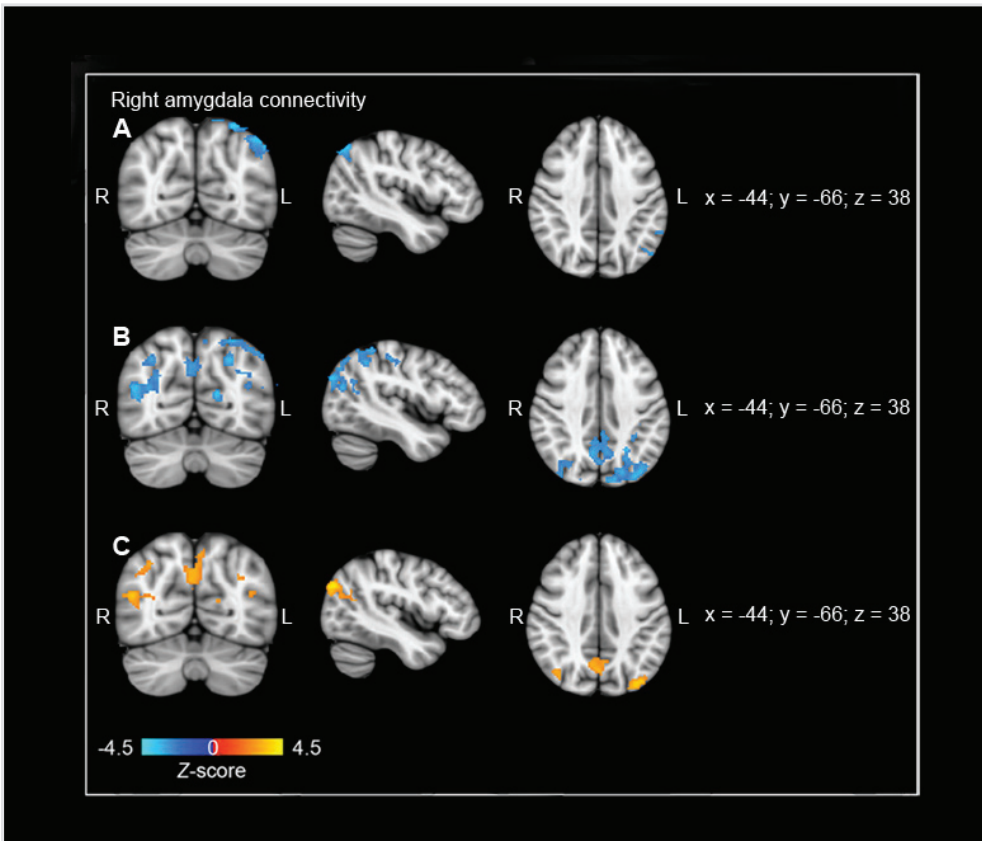 Right amygdala connectivity
A
R L R L x = -44; y = -66; z = 38
B
R L R L x = -44; y = -66; z = 38
C
R L R L x = -44; y = -66; z = 38
-4.5 0 4.5
Z-score